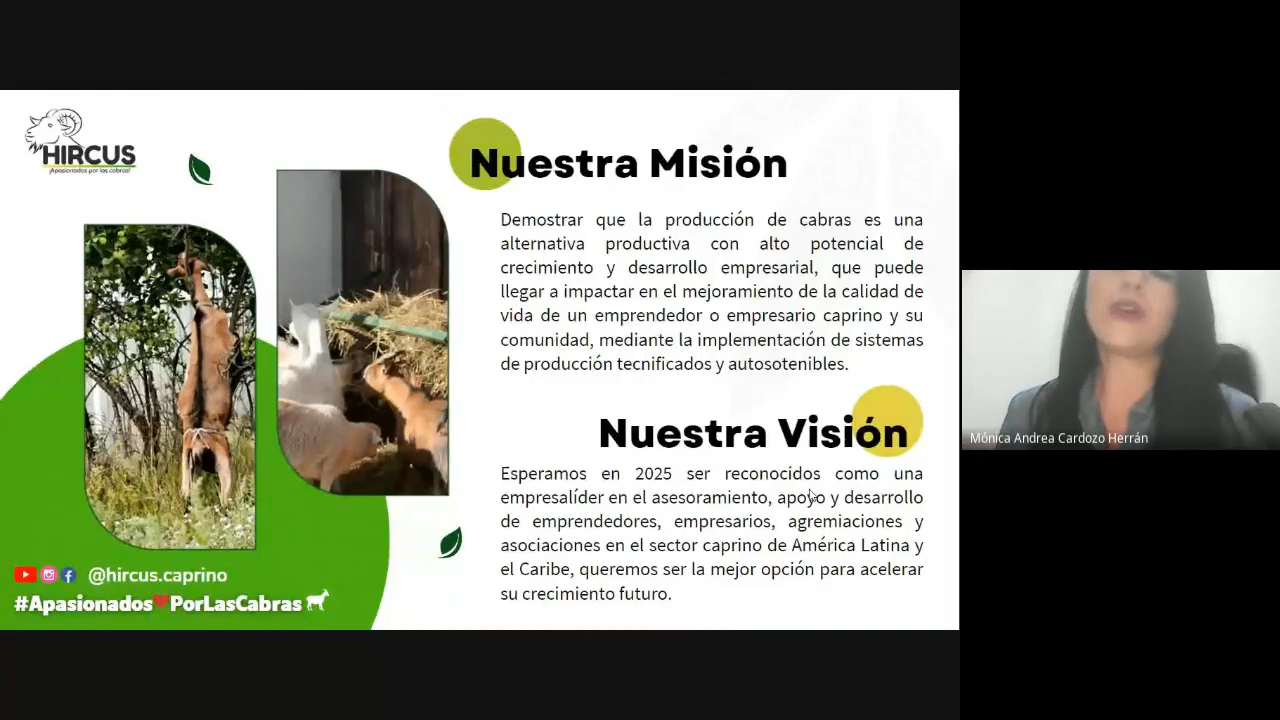 HIRCUS
¡Apasionados por las cabras!
Nuestra Misión
Demostrar que la producción de cabras es una
alternativa productiva con alto potencial de
crecimiento y desarrollo empresarial, que puede
llegar a impactar en el mejoramiento de la calidad de
vida de un emprendedor o empresario caprino y su
comunidad, mediante la implementación de sistemas
de producción tecnificados y autosotenibles.
Nuestra Visión
Esperamos en 2025 ser reconocidos como una
empresalíder en el asesoramiento, apoyo y desarrollo
de emprendedores, empresarios, agremiaciones y
asociaciones en el sector caprino de América Latina y
el Caribe, queremos ser la mejor opción para acelerar
su crecimiento futuro.
@hircus.caprino
#Apasionados❤PorLasCabras
Mónica Andrea Cardozo Herrán